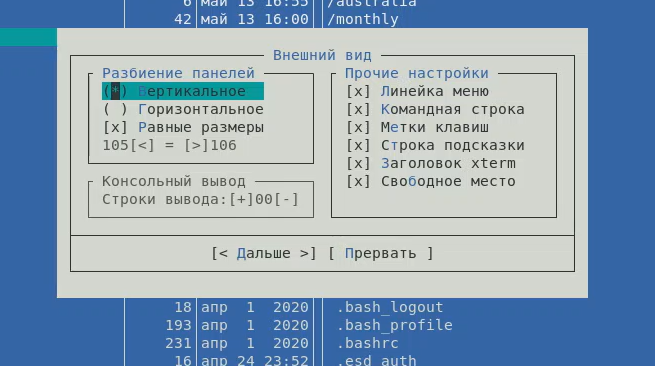 6 май 13 16:55 /australia
42 май 13 16:00 /monthly
Внешний вид
Разбиение панелей
(*) Вертикальное
( ) Горизонтальное
[x] Равные размеры
105[<] = [>]106
Консольный вывод
Строки вывода:[+]00[-]
Прочие настройки
[x] Линейка меню
[x] Командная строка
[x] Метки клавиш
[x] Строка подсказки
[x] Заголовок xterm
[x] Свободное место
[< Дальше >] [ Прервать ]
18 апр 1 2020 .bash_logout
193 апр 1 2020 .bash_profile
231 апр 1 2020 .bashrc
16 апр 24 23:52 .esd_auth